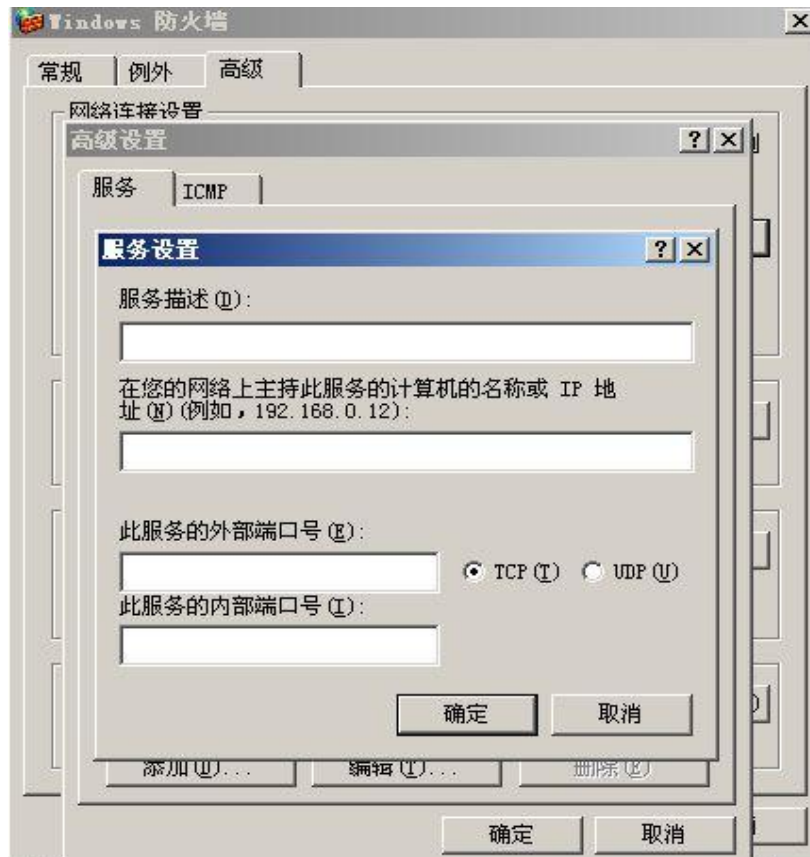 Windows 防火墙
常规
例外
高级
网络连接设置
高级设置
服务
ICMP
服务设置
服务描述(D):
在您的网络上主持此服务的计算机的名称或 IP 地
址(N)(例如，192.168.0.12):
此服务的外部端口号(E):
TCP(T)
UDP(U)
此服务的内部端口号(I):
确定
取消
添加(D)...
编辑(T)...
删除(E)
确定
取消